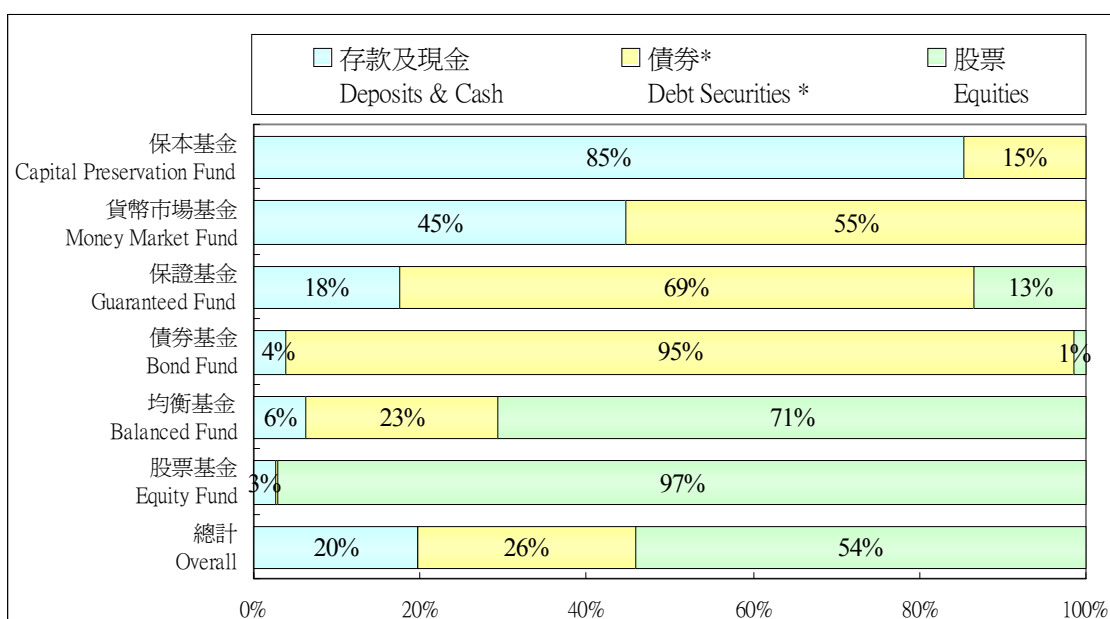 存款及現金
Deposits & Cash
債券*
Debt Securities *
股票
Equities
保本基金
Capital Preservation Fund
85%
15%
貨幣市場基金
Money Market Fund
45%
55%
保證基金
Guaranteed Fund
18%
69%
13%
債券基金
Bond Fund
4%
95%
1%
均衡基金
Balanced Fund
6%
23%
71%
股票基金
Equity Fund
3%
97%
總計
Overall
20%
26%
54%
0%
20%
40%
60%
80%
100%